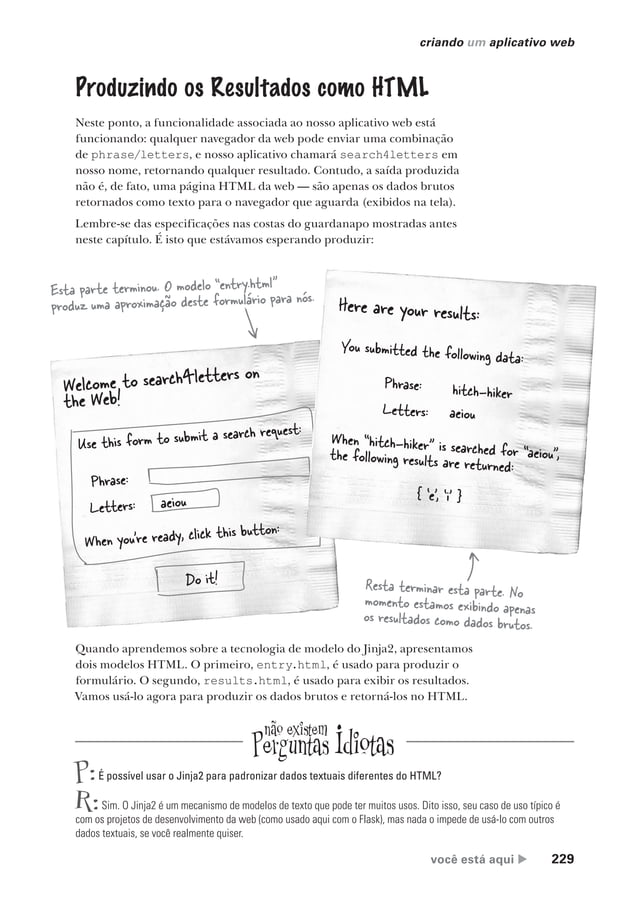 criando um aplicativo web
Produzindo os Resultados como HTML
Neste ponto, a funcionalidade associada ao nosso aplicativo web está
funcionando: qualquer navegador da web pode enviar uma combinação
de phrase/letters, e nosso aplicativo chamará search4letters em
nosso nome, retornando qualquer resultado. Contudo, a saída produzida
não é, de fato, uma página HTML da web — são apenas os dados brutos
retornados como texto para o navegador que aguarda (exibidos na tela).
Lembre-se das especificações nas costas do guardanapo mostradas antes
neste capítulo. É isto que estávamos esperando produzir:
Esta parte terminou. O modelo “entry.html”
produz uma aproximação deste formulário para nós.
Welcome to search4letters on
the Web!
Use this form to submit a search request:
Phrase:
Letters: aeiou
When you’re ready, click this button:
Do it!
Here are your results:
You submitted the following data:
Phrase: hitch-hiker
Letters: aeiou
When “hitch-hiker” is searched for “aeiou”,
the following results are returned:
{ ‘e’, ‘i’ }
Resta terminar esta parte. No
momento estamos exibindo apenas
os resultados como dados brutos.
Quando aprendemos sobre a tecnologia de modelo do Jinja2, apresentamos
dois modelos HTML. O primeiro, entry.html, é usado para produzir o
formulário. O segundo, results.html, é usado para exibir os resultados.
Vamos usá-lo agora para produzir os dados brutos e retorná-los no HTML.
não existem
Perguntas Idiotas
P: É possível usar o Jinja2 para padronizar dados textuais diferentes do HTML?
R: Sim. O Jinja2 é um mecanismo de modelos de texto que pode ter muitos usos. Dito isso, seu caso de uso típico é
com os projetos de desenvolvimento da web (como usado aqui com o Flask), mas nada o impede de usá-lo com outros
dados textuais, se você realmente quiser.
você está aqui ▶ 229